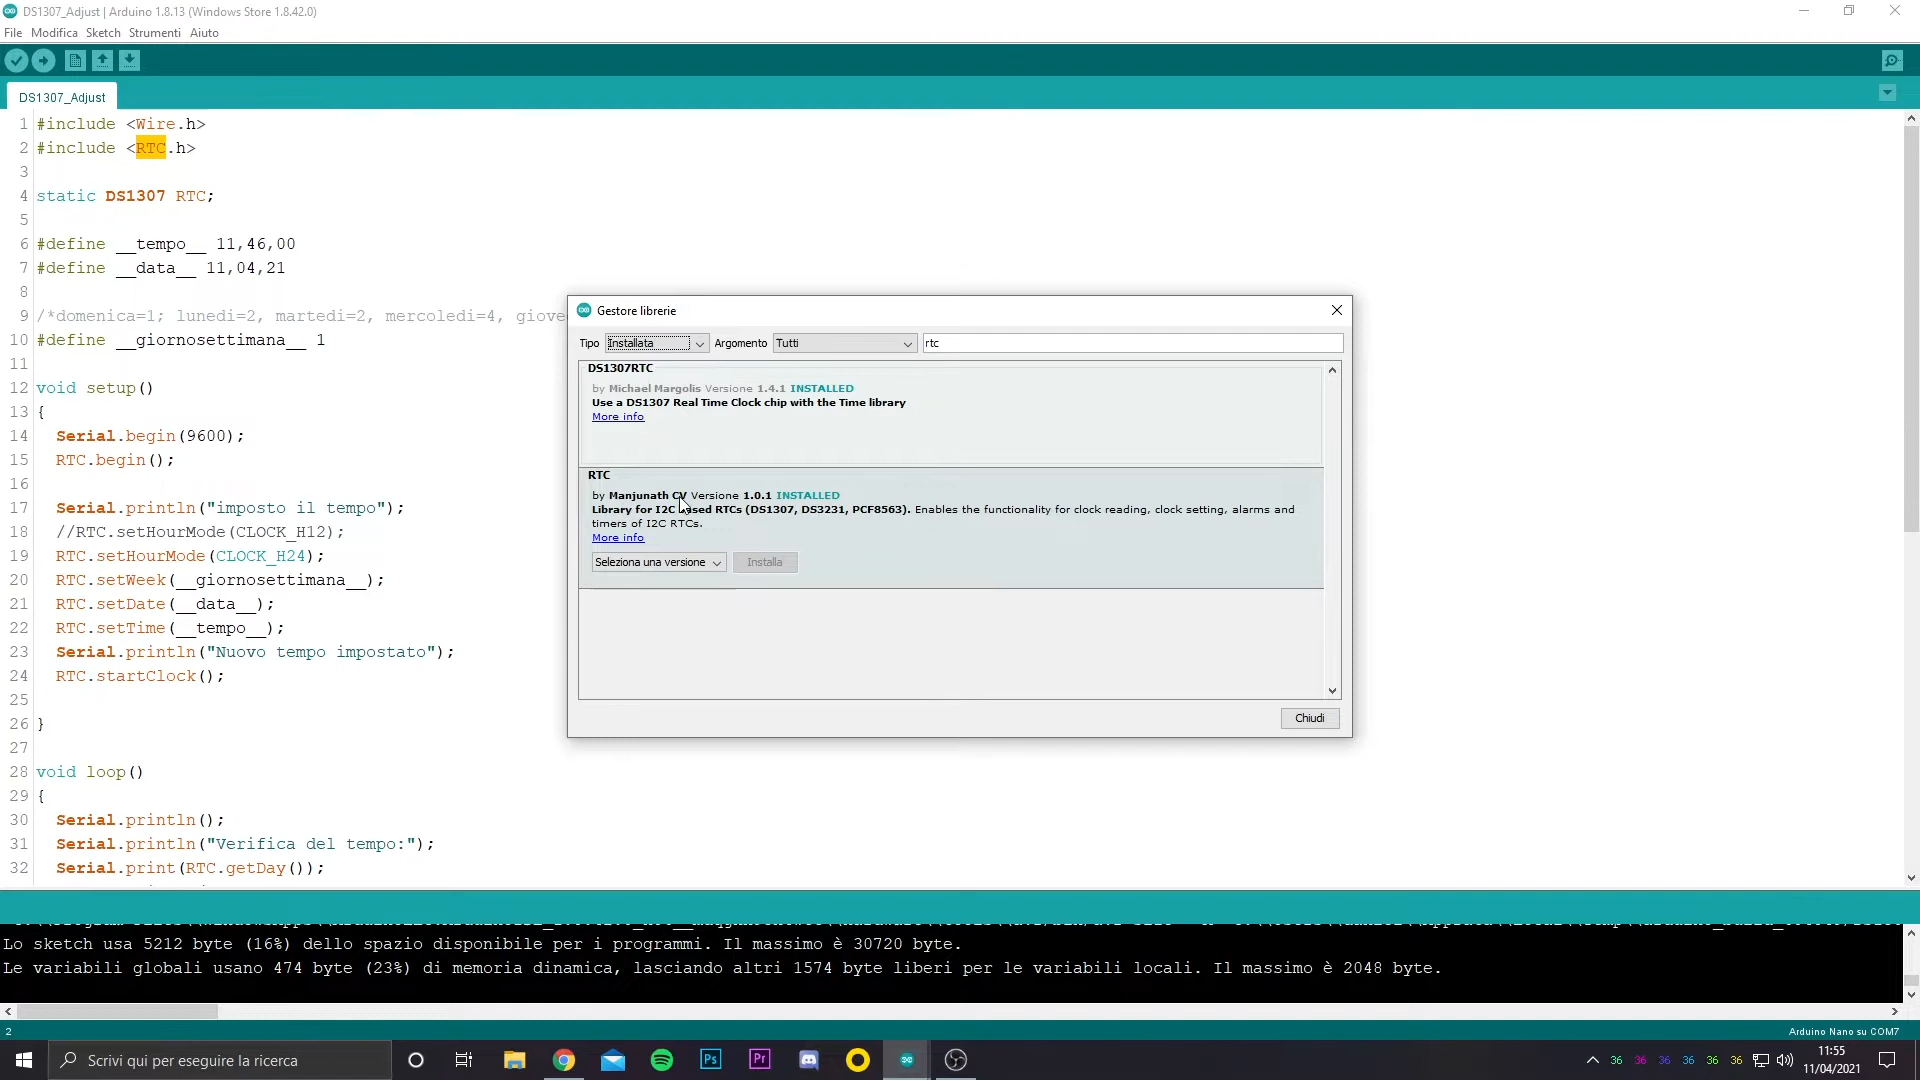 DS1307_Adjust | Arduino 1.8.13 (Windows Store 1.8.42.0)
File Modifica Sketch Strumenti Aiuto
DS1307_Adjust
1 #include <Wire.h>
2 #include <RTC.h>
3
4 static DS1307 RTC;
5
6 #define __tempo__ 11,46,00
7 #define __data__ 11,04,21
8
9 /*domenica=1; lunedi=2, martedi=2, mercoledi=4, giove
10 #define __giornosettimana__ 1
11
12 void setup()
13 {
14 Serial.begin(9600);
15 RTC.begin();
16
17 Serial.println("imposto il tempo");
18 //RTC.setHourMode(CLOCK_H12);
19 RTC.setHourMode(CLOCK_H24);
20 RTC.setWeek(__giornosettimana__);
21 RTC.setDate(__data__);
22 RTC.setTime(__tempo__);
23 Serial.println("Nuovo tempo impostato");
24 RTC.startClock();
25
26 }
27
28 void loop()
29 {
30 Serial.println();
31 Serial.println("Verifica del tempo:");
32 Serial.print(RTC.getDay());
Gestore librerie
Tipo Installata Argomento Tutti rtc
DS1307RTC
by Michael Margolis Versione 1.4.1 INSTALLED
Use a DS1307 Real Time Clock chip with the Time library
More info
RTC
by Manjunath CV Versione 1.0.1 INSTALLED
Library for I2C based RTCs (DS1307, DS3231, PCF8563). Enables the functionality for clock reading, clock setting, alarms and
timers of I2C RTCs.
More info
Seleziona una versione Installa
Chiudi
Lo sketch usa 5212 byte (16%) dello spazio disponibile per i programmi. Il massimo è 30720 byte.
Le variabili globali usano 474 byte (23%) di memoria dinamica, lasciando altri 1574 byte liberi per le variabili locali. Il massimo è 2048 byte.
2 Arduino Nano su COM7
Scrivi qui per eseguire la ricerca
Ps Pr
36 36 36 36 36 36
11:55
11/04/2021